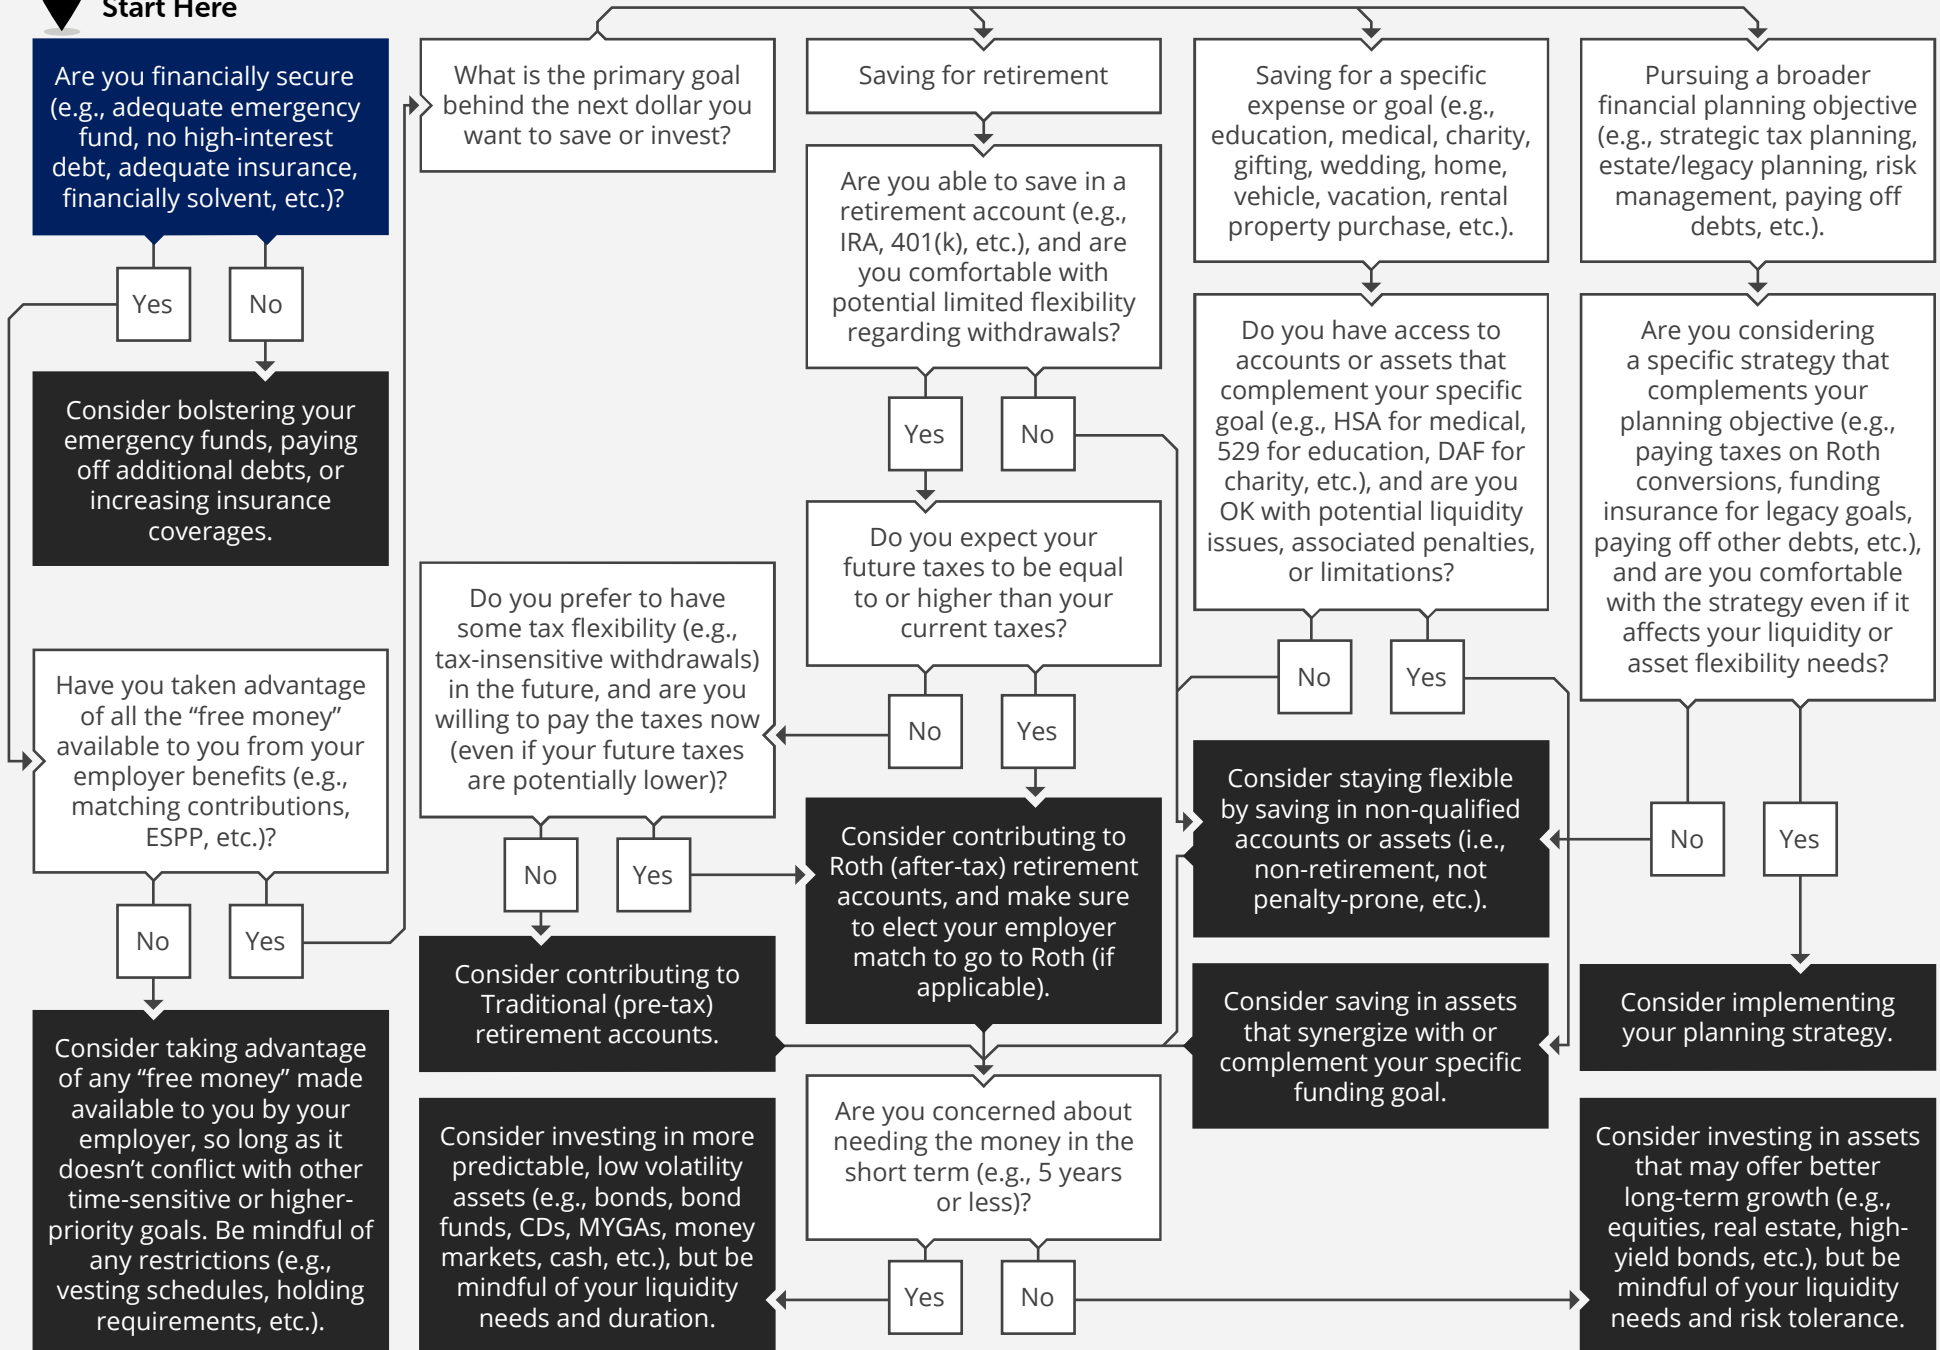 Start Here
Are you financially secure
(e.g., adequate emergency
fund, no high-interest
debt, adequate insurance,
financially solvent, etc.)?
Yes
No
Consider bolstering your
emergency funds, paying
off additional debts, or
increasing insurance
coverages.
Have you taken advantage
of all the “free money”
available to you from your
employer benefits (e.g.,
matching contributions,
ESPP, etc.)?
No
Yes
Consider taking advantage
of any “free money” made
available to you by your
employer, so long as it
doesn’t conflict with other
time-sensitive or higher-
priority goals. Be mindful of
any restrictions (e.g.,
vesting schedules, holding
requirements, etc.).
What is the primary goal
behind the next dollar you
want to save or invest?
Saving for retirement
Are you able to save in a
retirement account (e.g.,
IRA, 401(k), etc.), and are
you comfortable with
potential limited flexibility
regarding withdrawals?
Yes
No
Do you expect your
future taxes to be equal
to or higher than your
current taxes?
No
Yes
Do you prefer to have
some tax flexibility (e.g.,
tax-insensitive withdrawals)
in the future, and are you
willing to pay the taxes now
(even if your future taxes
are potentially lower)?
No
Yes
Consider contributing to
Traditional (pre-tax)
retirement accounts.
Consider contributing to
Roth (after-tax) retirement
accounts, and make sure
to elect your employer
match to go to Roth (if
applicable).
Saving for a specific
expense or goal (e.g.,
education, medical, charity,
gifting, wedding, home,
vehicle, vacation, rental
property purchase, etc.).
Do you have access to
accounts or assets that
complement your specific
goal (e.g., HSA for medical,
529 for education, DAF for
charity, etc.), and are you
OK with potential liquidity
issues, associated penalties,
or limitations?
No
Yes
Consider staying flexible
by saving in non-qualified
accounts or assets (i.e.,
non-retirement, not
penalty-prone, etc.).
Consider saving in assets
that synergize with or
complement your specific
funding goal.
Pursuing a broader
financial planning objective
(e.g., strategic tax planning,
estate/legacy planning, risk
management, paying off
debts, etc.).
Are you considering
a specific strategy that
complements your
planning objective (e.g.,
paying taxes on Roth
conversions, funding
insurance for legacy goals,
paying off other debts, etc.),
and are you comfortable
with the strategy even if it
affects your liquidity or
asset flexibility needs?
No
Yes
Consider implementing
your planning strategy.
Are you concerned about
needing the money in the
short term (e.g., 5 years
or less)?
Yes
No
Consider investing in more
predictable, low volatility
assets (e.g., bonds, bond
funds, CDs, MYGAs, money
markets, cash, etc.), but be
mindful of your liquidity
needs and duration.
Consider investing in assets
that may offer better
long-term growth (e.g.,
equities, real estate, high-
yield bonds, etc.), but be
mindful of your liquidity
needs and risk tolerance.